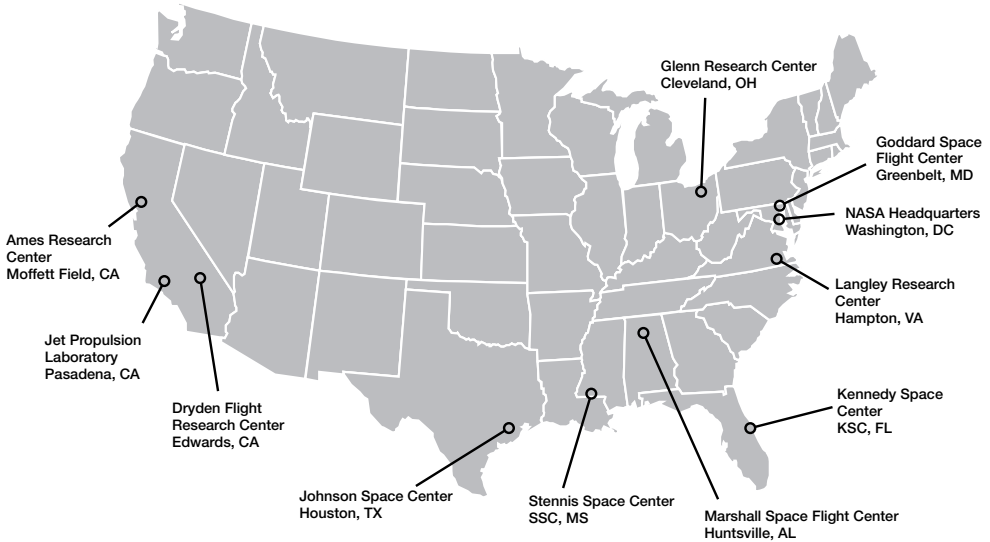 Glenn Research Center
Cleveland, OH
Goddard Space
Flight Center
Greenbelt, MD
NASA Headquarters
Washington, DC
Ames Research
Center
Moffett Field, CA
Langley Research
Center
Hampton, VA
Jet Propulsion
Laboratory
Pasadena, CA
Kennedy Space
Center
KSC, FL
Dryden Flight
Research Center
Edwards, CA
Johnson Space Center
Houston, TX
Stennis Space Center
SSC, MS
Marshall Space Flight Center
Huntsville, AL